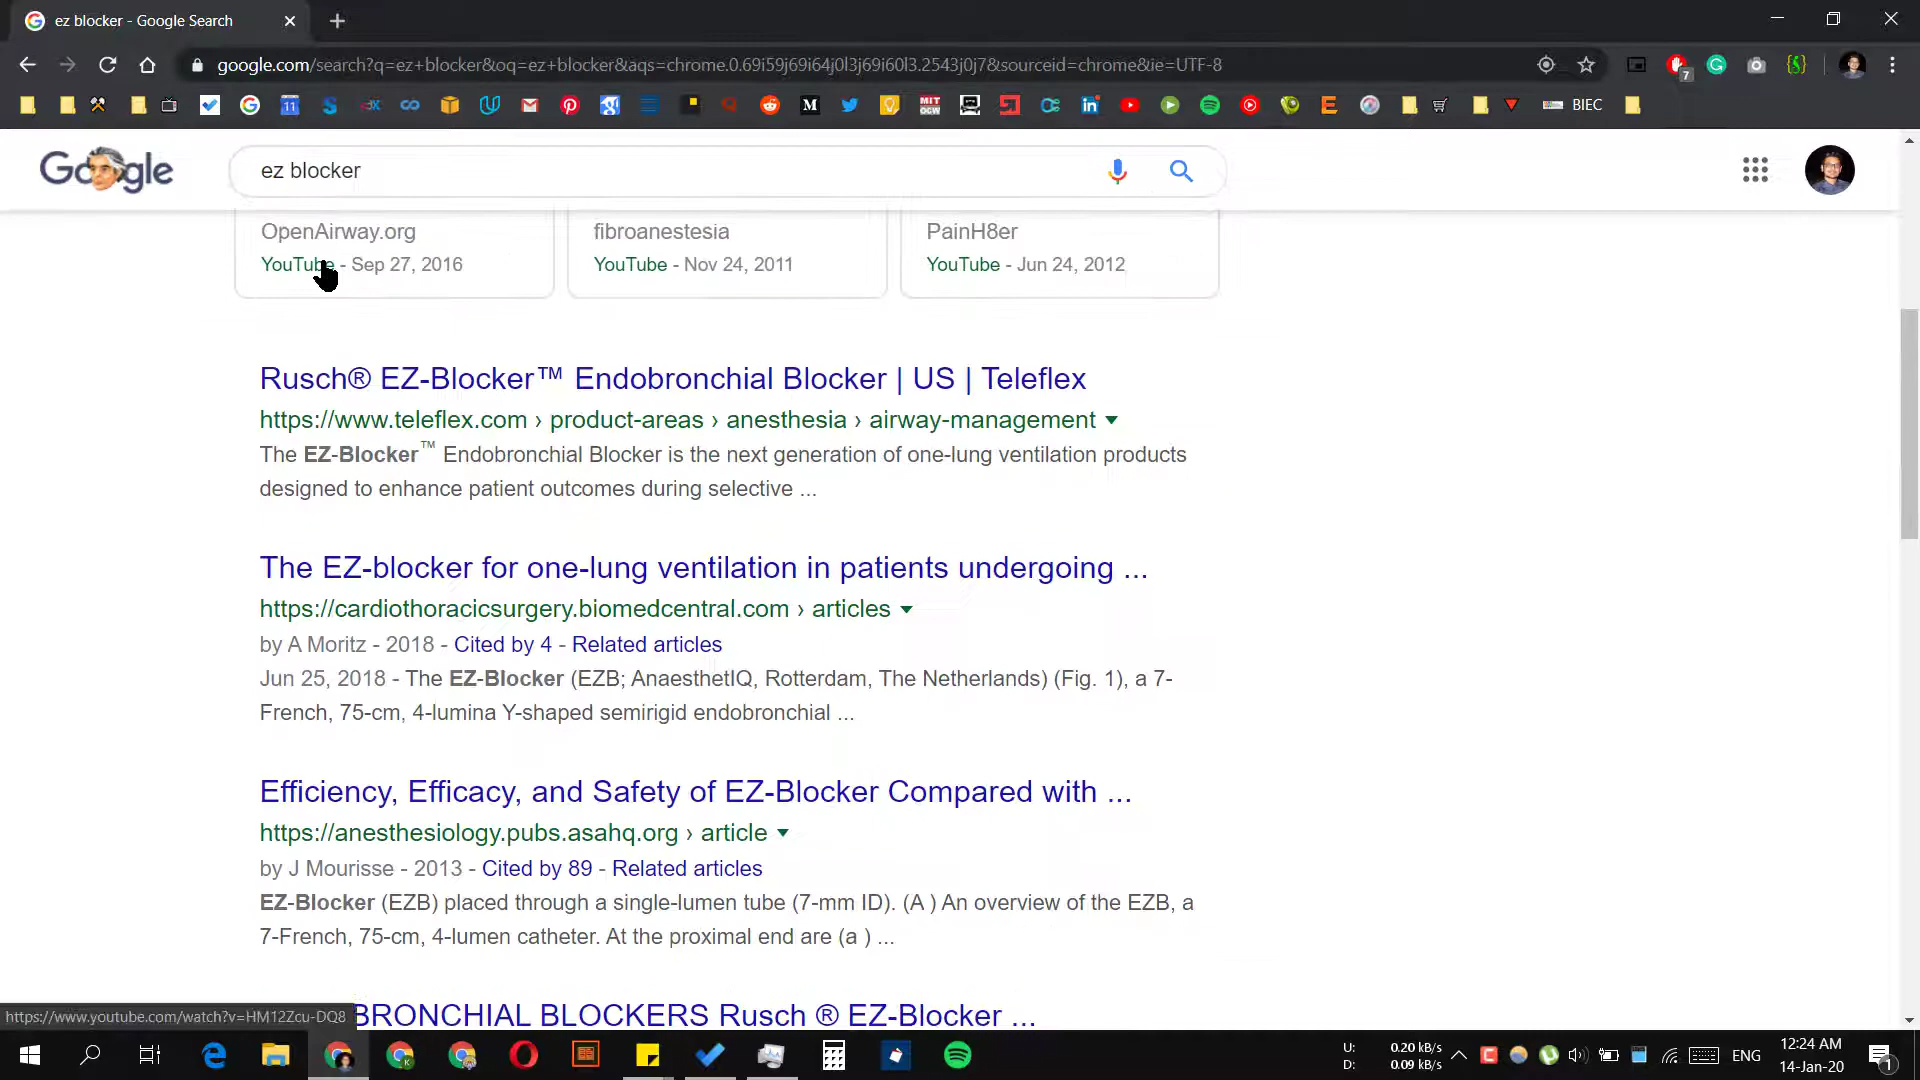 ez blocker - Google Search
google.com/search?q=ez+blocker&oq=ez+blocker&aqs=chrome.0.69i59j69i64j0l3j69i60l3.2543j0j7&sourceid=chrome&ie=UTF-8
7
11
M
MIT
OCW
BIEC
Google
ez blocker
OpenAirway.org
YouTube - Sep 27, 2016
fibroanestesia
YouTube - Nov 24, 2011
PainH8er
YouTube - Jun 24, 2012
Rusch® EZ-Blocker™ Endobronchial Blocker | US | Teleflex
https://www.teleflex.com › product-areas › anesthesia › airway-management
The EZ-Blocker™ Endobronchial Blocker is the next generation of one-lung ventilation products
designed to enhance patient outcomes during selective ...
The EZ-blocker for one-lung ventilation in patients undergoing ...
https://cardiothoracicsurgery.biomedcentral.com › articles
by A Moritz - 2018 - Cited by 4 - Related articles
Jun 25, 2018 - The EZ-Blocker (EZB; AnaesthetIQ, Rotterdam, The Netherlands) (Fig. 1), a 7-
French, 75-cm, 4-lumina Y-shaped semirigid endobronchial ...
Efficiency, Efficacy, and Safety of EZ-Blocker Compared with ...
https://anesthesiology.pubs.asahq.org › article
by J Mourisse - 2013 - Cited by 89 - Related articles
EZ-Blocker (EZB) placed through a single-lumen tube (7-mm ID). (A ) An overview of the EZB, a
7-French, 75-cm, 4-lumen catheter. At the proximal end are (a ) ...
BRONCHIAL BLOCKERS Rusch ® EZ-Blocker ...
https://www.youtube.com/watch?v=HM12Zcu-DQ8
U: 0.20 kB/s
D: 0.09 kB/s
ENG
12:24 AM
14-Jan-20
1